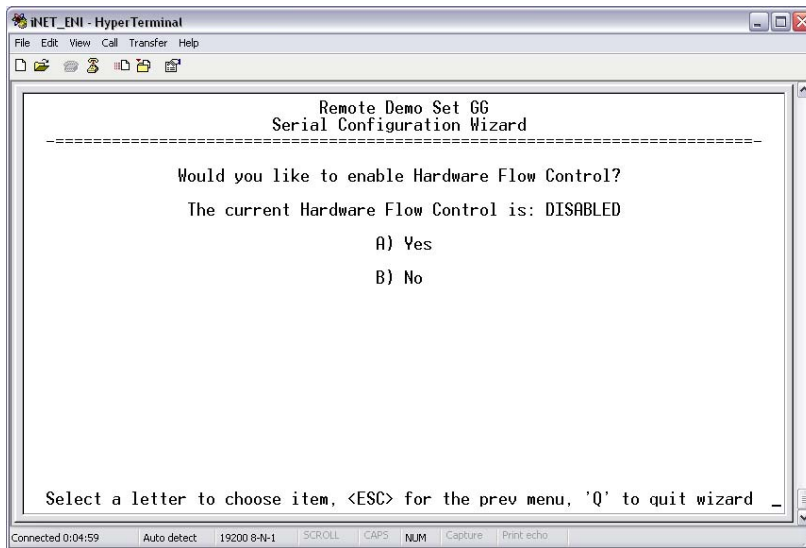 iNET_ENI - HyperTerminal
File Edit View Call Transfer Help
Remote Demo Set GG
Serial Configuration Wizard
-===========================================================================-
Would you like to enable Hardware Flow Control?
The current Hardware Flow Control is: DISABLED
A) Yes
B) No
Select a letter to choose item, <ESC> for the prev menu, 'Q' to quit wizard _
Connected 0:04:59 Auto detect 19200 8-N-1 SCROLL CAPS NUM Capture Print echo